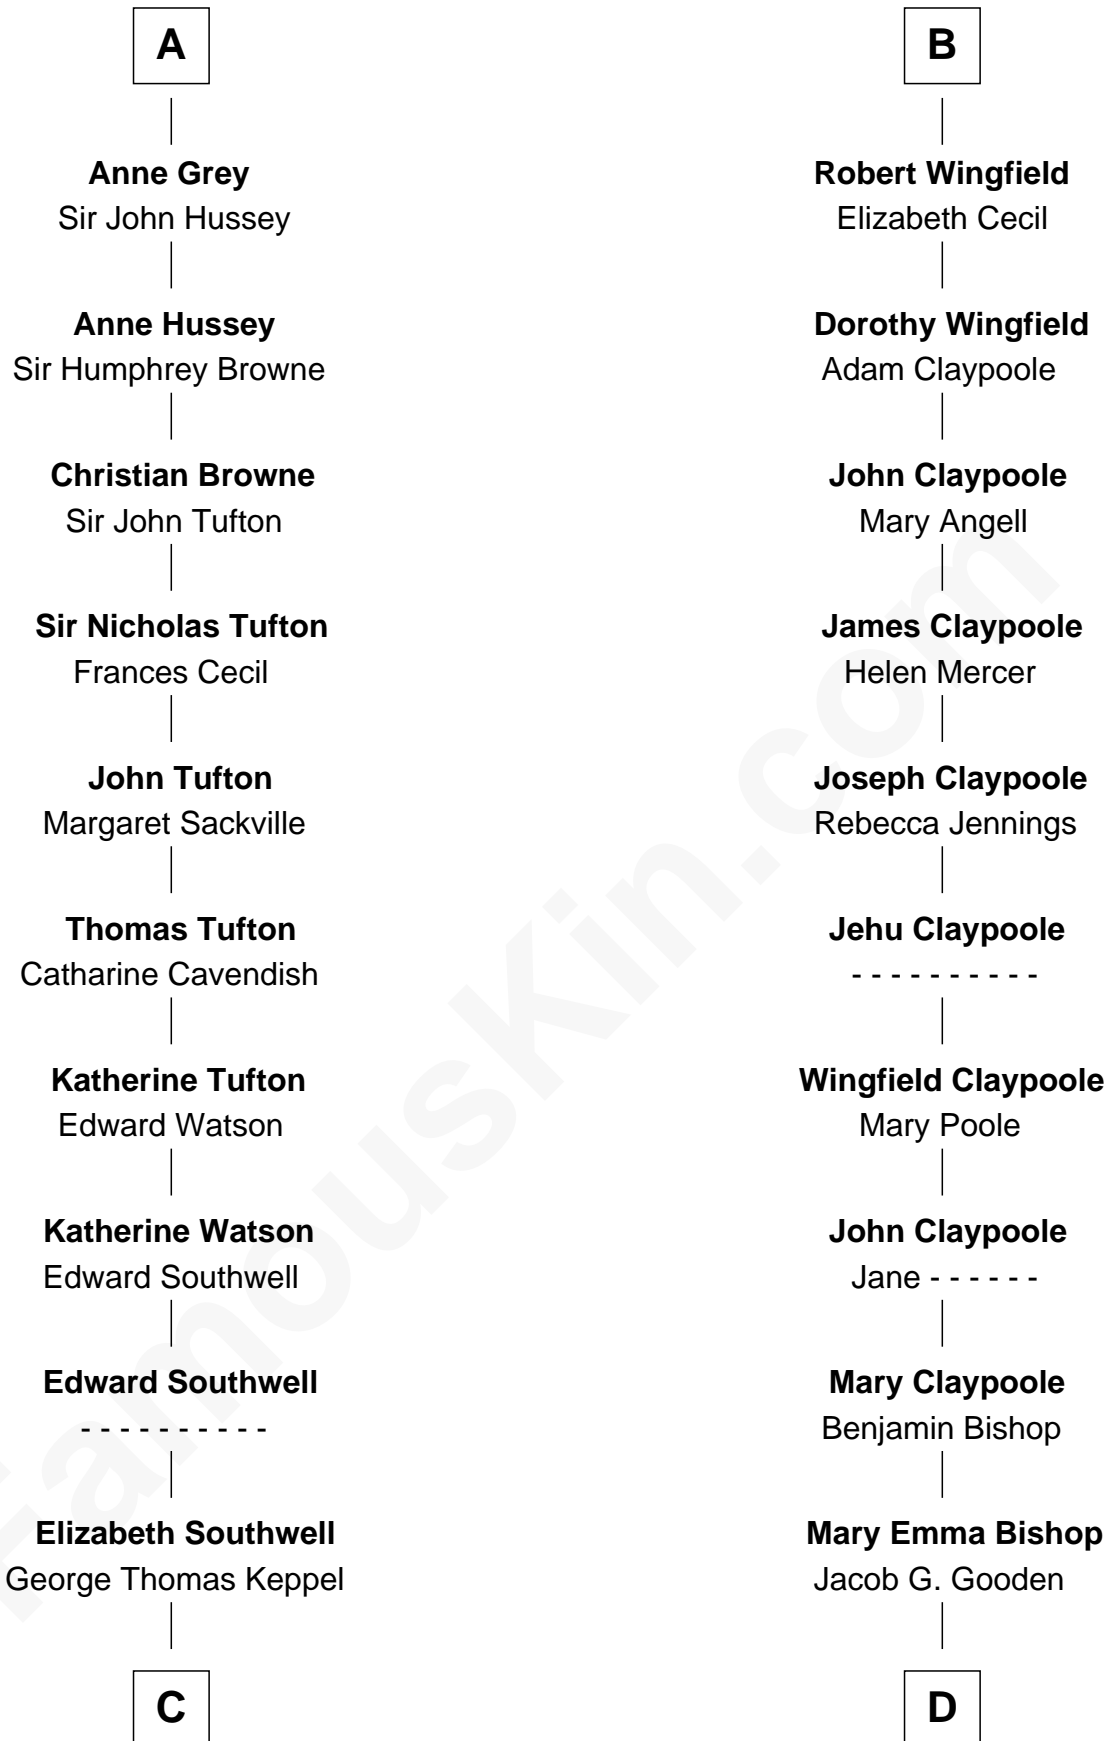 A
Anne Grey
Sir John Hussey
Anne Hussey
Sir Humphrey Browne
Christian Browne
Sir John Tufton
Sir Nicholas Tufton
Frances Cecil
John Tufton
Margaret Sackville
Thomas Tufton
Catharine Cavendish
Katherine Tufton
Edward Watson
Katherine Watson
Edward Southwell
Edward Southwell
- - - - - - - - - -
Elizabeth Southwell
George Thomas Keppel
C
B
Robert Wingfield
Elizabeth Cecil
Dorothy Wingfield
Adam Claypoole
John Claypoole
Mary Angell
James Claypoole
Helen Mercer
Joseph Claypoole
Rebecca Jennings
Jehu Claypoole
- - - - - - - - - -
Wingfield Claypoole
Mary Poole
John Claypoole
Jane - - - - - -
Mary Claypoole
Benjamin Bishop
Mary Emma Bishop
Jacob G. Gooden
D
FamousKin.com